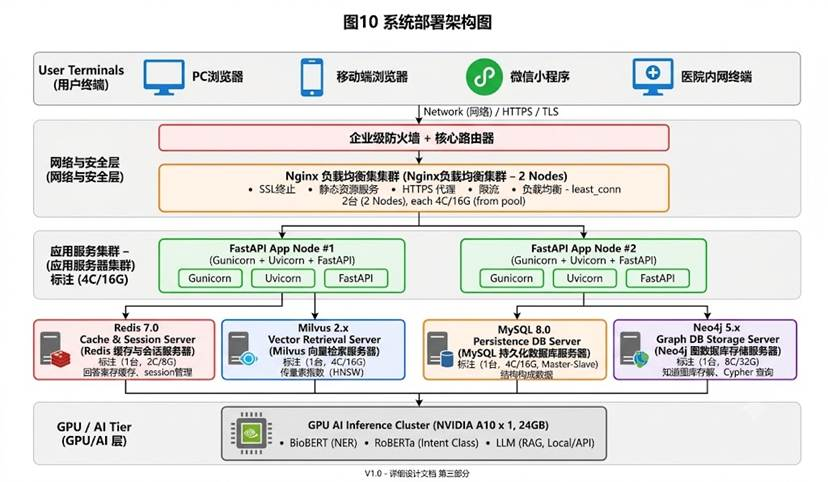 图10 系统部署架构图
User Terminals
(用户终端)
PC浏览器
移动端浏览器
微信小程序
医院内网终端
Network (网络) / HTTPS / TLS
网络与安全层
(网络与安全层)
企业级防火墙 + 核心路由器
Nginx 负载均衡集集群 (Nginx负载均衡集群 – 2 Nodes)
• SSL终止 • 静态资源服务 • HTTPS 代理 • 限流 • 负载均衡 - least_conn
2台 (2 Nodes), each 4C/16G (from pool)
应用服务集群 –
(应用服务器集群)
标注 (4C/16G)
FastAPI App Node #1
(Gunicorn + Uvicorn + FastAPI)
Gunicorn
Uvicorn
FastAPI
FastAPI App Node #2
(Gunicorn + Uvicorn + FastAPI)
Gunicorn
Uvicorn
FastAPI
Redis 7.0
Cache & Session Server
(Redis 缓存与会话服务器)
标注（1台, 2C/8G）
回答案存缓存、session管理
Milvus 2.x
Vector Retrieval Server
(Milvus 向量检索服务器)
标注（1台, 4C/16G)
传量索指数（HNSW）
MySQL 8.0
Persistence DB Server
(MySQL 持久化数据库服务器)
标注（1台, 4C/16G, Master-Slave)
结构构成数据
Neo4j 5.x
Graph DB Storage Server
(Neo4j 图数据库存储服务器)
标注（1台, 8C/32G)
知道图库存解、Cypher 查询
GPU / AI Tier
(GPU/AI 层)
GPU AI Inference Cluster (NVIDIA A10 x 1, 24GB)
• BioBERT (NER) • RoBERTa (Intent Class) • LLM (RAG, Local/API)
V1.0 - 详细设计文档 第三部分